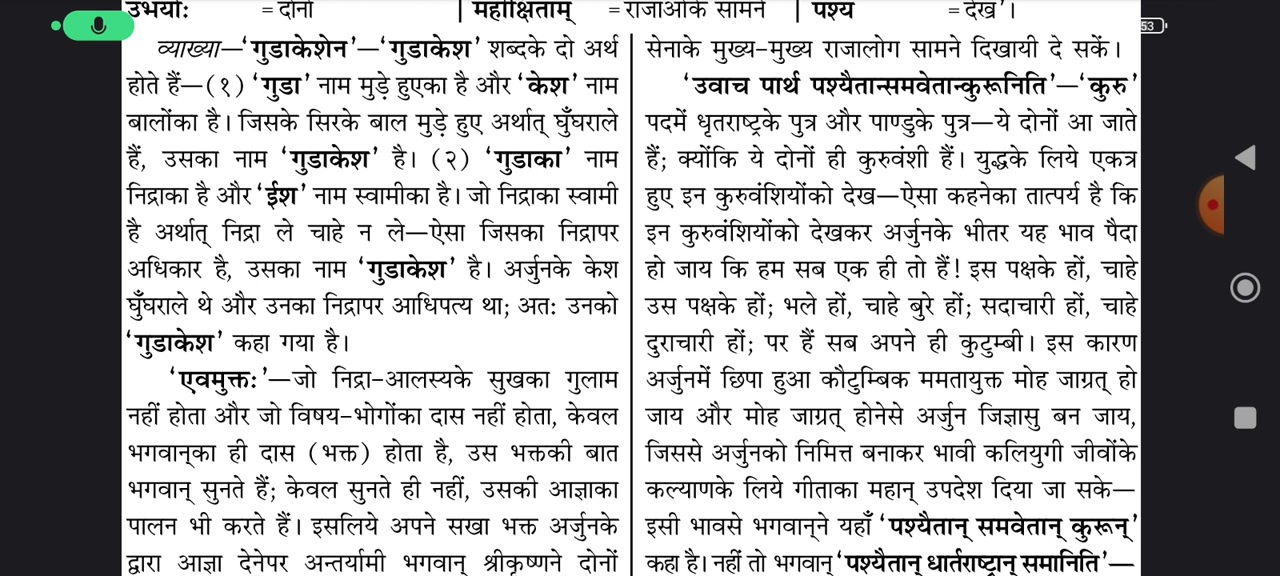 उभयोः = दोनों महीक्षिताम् = राजाओंके सामने पश्य = देख'।
53
व्याख्या—'गुडाकेशेन'—'गुडाकेश' शब्दके दो अर्थ
होते हैं—(१) 'गुडा' नाम मुड़े हुएका है और 'केश' नाम
बालोंका है। जिसके सिरके बाल मुड़े हुए अर्थात् घुँघराले
हैं, उसका नाम 'गुडाकेश' है। (२) 'गुडाका' नाम
निद्राका है और 'ईश' नाम स्वामीका है। जो निद्राका स्वामी
है अर्थात् निद्रा ले चाहे न ले—ऐसा जिसका निद्रापर
अधिकार है, उसका नाम 'गुडाकेश' है। अर्जुनके केश
घुँघराले थे और उनका निद्रापर आधिपत्य था; अतः उनको
'गुडाकेश' कहा गया है।
'एवमुक्तः'—जो निद्रा-आलस्यके सुखका गुलाम
नहीं होता और जो विषय-भोगोंका दास नहीं होता, केवल
भगवान्‌का ही दास (भक्त) होता है, उस भक्तकी बात
भगवान् सुनते हैं; केवल सुनते ही नहीं, उसकी आज्ञाका
पालन भी करते हैं। इसलिये अपने सखा भक्त अर्जुनके
द्वारा आज्ञा देनेपर अन्तर्यामी भगवान् श्रीकृष्णने दोनों
सेनाके मुख्य-मुख्य राजालोग सामने दिखायी दे सकें।
'उवाच पार्थ पश्यैतान्समवेतान्कुरूनिति'—'कुरु'
पदमें धृतराष्ट्रके पुत्र और पाण्डुके पुत्र—ये दोनों आ जाते
हैं; क्योंकि ये दोनों ही कुरुवंशी हैं। युद्धके लिये एकत्र
हुए इन कुरुवंशियोंको देख—ऐसा कहनेका तात्पर्य है कि
इन कुरुवंशियोंको देखकर अर्जुनके भीतर यह भाव पैदा
हो जाय कि हम सब एक ही तो हैं! इस पक्षके हों, चाहे
उस पक्षके हों; भले हों, चाहे बुरे हों; सदाचारी हों, चाहे
दुराचारी हों; पर हैं सब अपने ही कुटुम्बी। इस कारण
अर्जुनमें छिपा हुआ कौटुम्बिक ममतायुक्त मोह जाग्रत् हो
जाय और मोह जाग्रत् होनेसे अर्जुन जिज्ञासु बन जाय,
जिससे अर्जुनको निमित्त बनाकर भावी कलियुगी जीवोंके
कल्याणके लिये गीताका महान् उपदेश दिया जा सके—
इसी भावसे भगवान्‌ने यहाँ 'पश्यैतान् समवेतान् कुरून्'
कहा है। नहीं तो भगवान् 'पश्यैतान् धार्तराष्ट्रान् समानिति'—